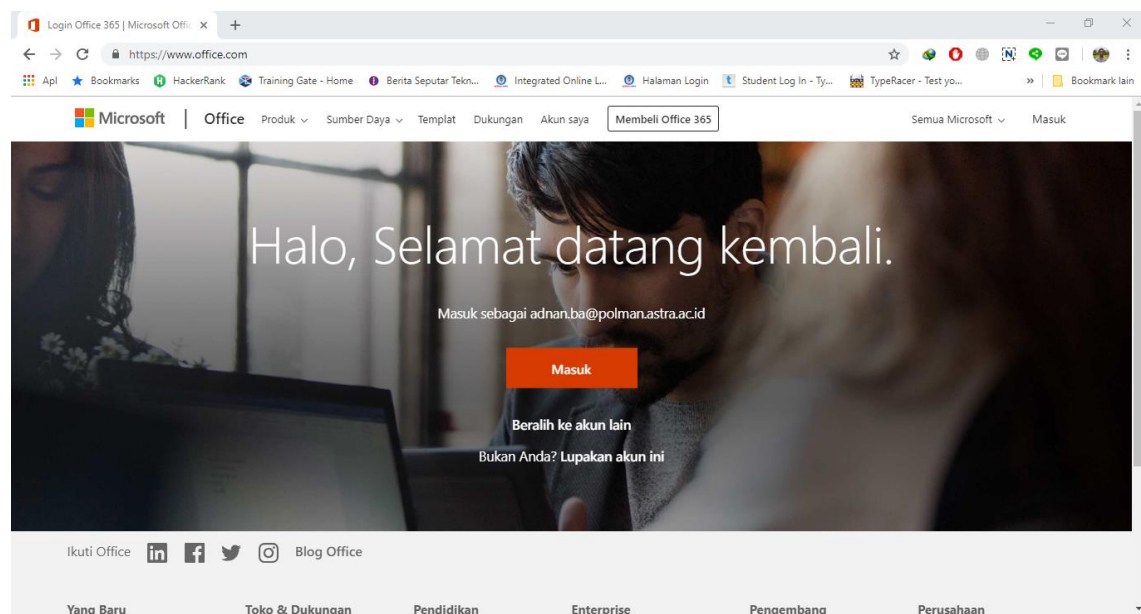 Login Office 365 | Microsoft Offic
https://www.office.com
Apl Bookmarks HackerRank Training Gate - Home Berita Seputar Tekn... Integrated Online L... Halaman Login Student Log In - Ty... TypeRacer - Test yo... » Bookmark lain
Microsoft | Office Produk Sumber Daya Templat Dukungan Akun saya Membeli Office 365 Semua Microsoft Masuk
Halo, Selamat datang kembali.
Masuk sebagai adnan.ba@polman.astra.ac.id
Masuk
Beralih ke akun lain
Bukan Anda? Lupakan akun ini
Ikuti Office Blog Office
Yang Baru Toko & Dukungan Pendidikan Enterprise Pengembang Perusahaan